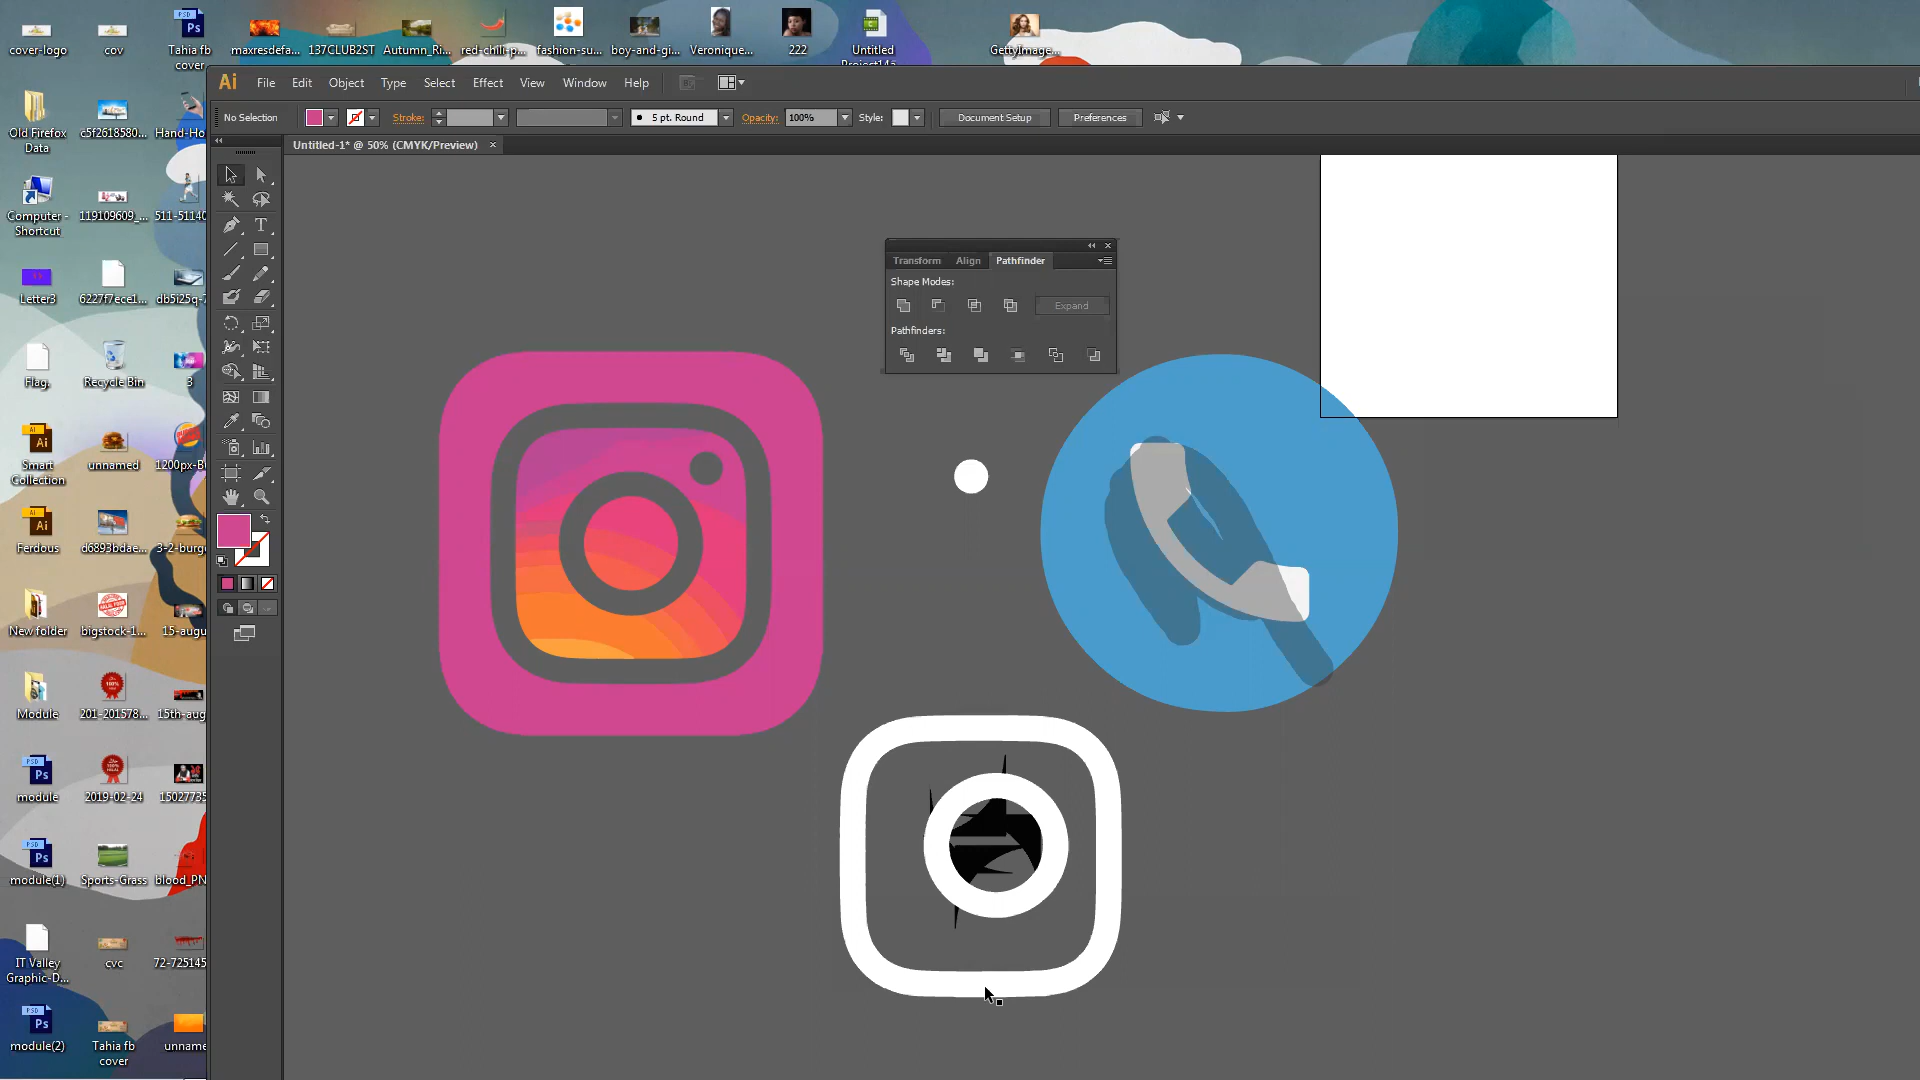 cover-logo
cov
Tahia fb
cover
maxresdefa...
137CLUB2ST
Autumn_Ri...
red-chili-p...
fashion-su...
boy-and-gi...
Veronique...
222
Untitled
GettyImage...
Ai File Edit Object Type Select Effect View Window Help
No Selection
Stroke:
5 pt. Round
Opacity:
100%
Style:
Document Setup
Preferences
Untitled-1* @ 50% (CMYK/Preview)
Old Firefox
Data
c5f2618580...
Hand-Ho
Computer -
Shortcut
119109609_...
511-51140
Letter3
6227f7ece1...
db5i25q-7
Flag.
Recycle Bin
3
Smart
Collection
unnamed
1200px-B
Ferdous
d6893bdae...
3-2-burge
New folder
bigstock-1...
15-augu
Module
201-201578...
15th-aug
module
2019-02-24
15027735
module(1)
Sports-Grass
blood_PN
IT Valley
Graphic-D...
cvc
72-725145
module(2)
Tahia fb
cover
unname
Transform Align Pathfinder
Shape Modes:
Expand
Pathfinders: